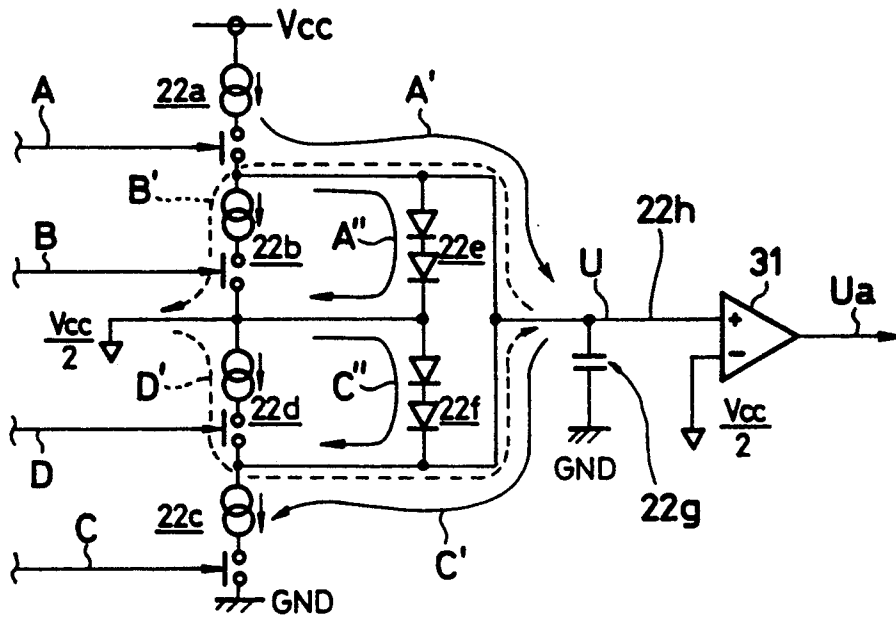 Vcc
22a
A'
A
B'
22b
A"
22e
22h
31
B
U
Ua
+
−
Vcc
2
D'
C"
22d
22f
Vcc
2
D
GND
22g
22c
C
C'
GND